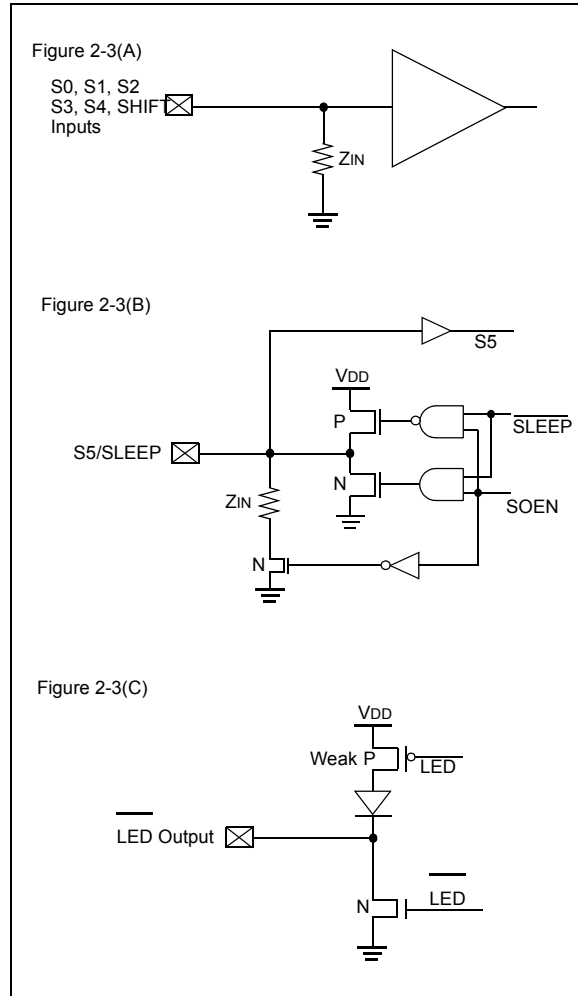 Figure 2-3(A)
S0, S1, S2
S3, S4, SHIFT
Inputs
ZIN
Figure 2-3(B)
S5
VDD
P
SLEEP
S5/SLEEP
N
SOEN
ZIN
N
Figure 2-3(C)
VDD
Weak P
LED
LED Output
LED
N